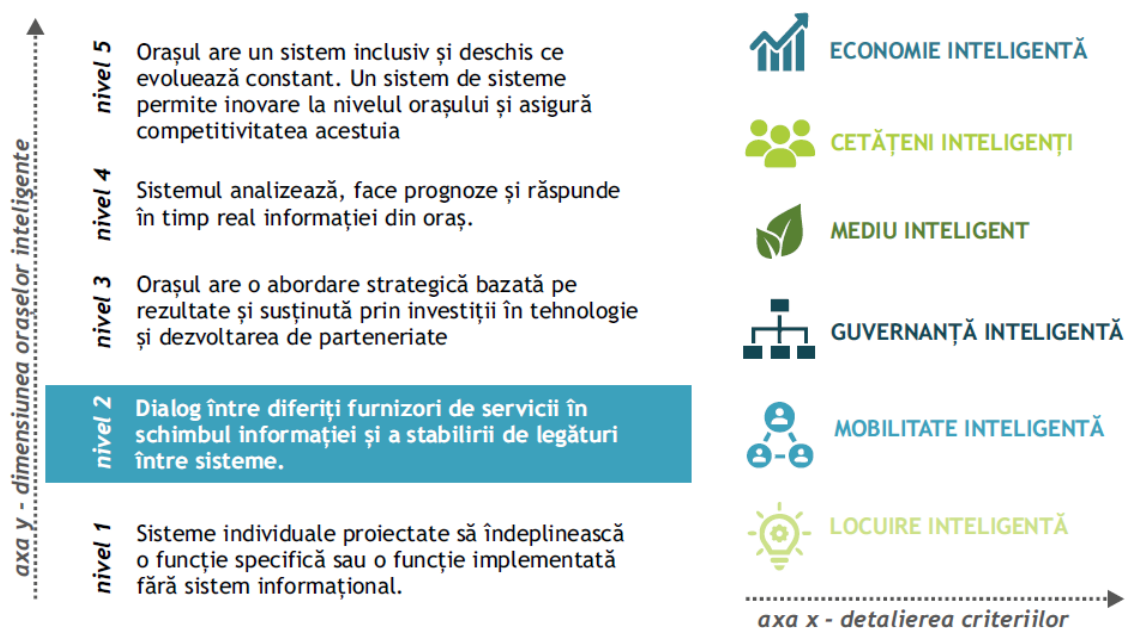 axa y - dimensiunea orașelor inteligente
nivel 5
Orașul are un sistem inclusiv și deschis ce
evoluează constant. Un sistem de sisteme
permite inovare la nivelul orașului și asigură
competitivitatea acestuia
nivel 4
Sistemul analizează, face prognoze și răspunde
în timp real informației din oraș.
nivel 3
Orașul are o abordare strategică bazată pe
rezultate și susținută prin investiții în tehnologie
și dezvoltarea de parteneriate
nivel 2
Dialog între diferiți furnizori de servicii în
schimbul informației și a stabilirii de legături
între sisteme.
nivel 1
Sisteme individuale proiectate să îndeplinească
o funcție specifică sau o funcție implementată
fără sistem informațional.
ECONOMIE INTELIGENTĂ
CETĂȚENI INTELIGENȚI
MEDIU INTELIGENT
GUVERNANȚĂ INTELIGENTĂ
MOBILITATE INTELIGENTĂ
LOCUIRE INTELIGENTĂ
axa x - detalierea criteriilor